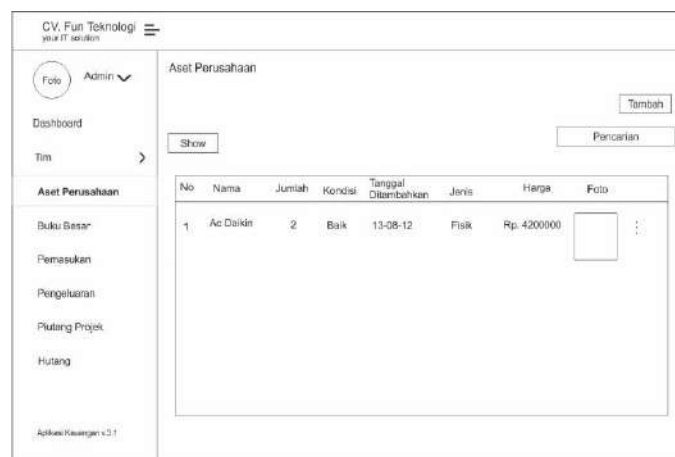 CV. Fun Teknologi
your IT solution
Foto
Admin
Dashboard
Tim
Aset Perusahaan
Buku Besar
Pemasukan
Pengeluaran
Piutang Projek
Hutang
Aplikasi Keuangan v.3.1
Aset Perusahaan
Tambah
Show
Pencarian
No Nama Jumlah Kondisi Tanggal Ditambahkan Jenis Harga Foto
1 Ac Daikin 2 Baik 13-08-12 Fisik Rp. 4200000